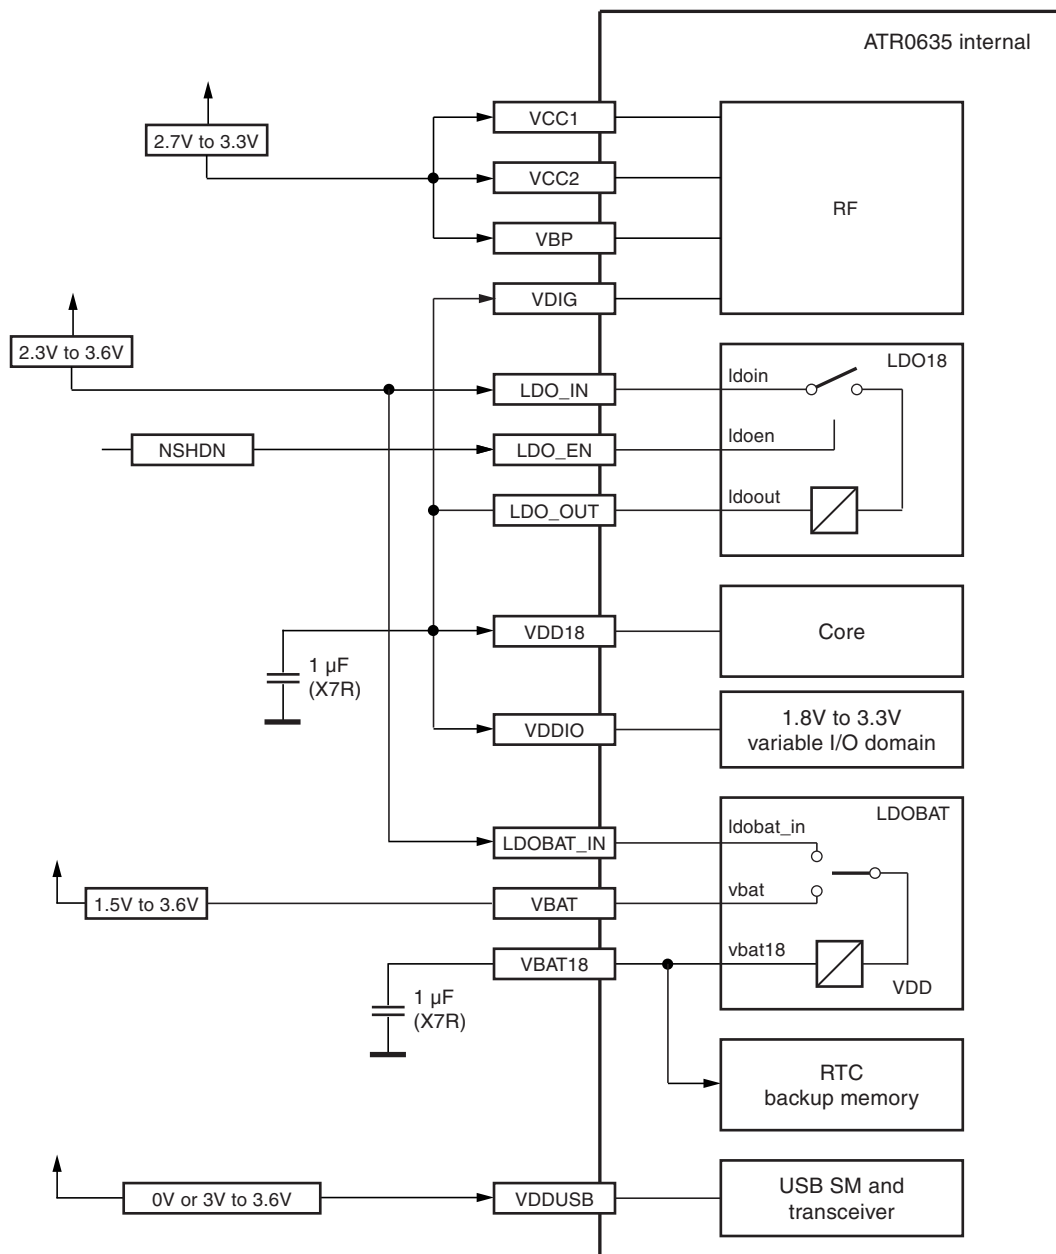 ATR0635 internal
VCC1
2.7V to 3.3V
VCC2
RF
VBP
VDIG
2.3V to 3.6V
LDO18
ldoin
LDO_IN
ldoen
NSHDN
LDO_EN
ldoout
LDO_OUT
VDD18
Core
1 µF
(X7R)
VDDIO
1.8V to 3.3V
variable I/O domain
LDOBAT
ldobat_in
LDOBAT_IN
vbat
1.5V to 3.6V
VBAT
vbat18
VBAT18
VDD
1 µF
(X7R)
RTC
backup memory
0V or 3V to 3.6V
VDDUSB
USB SM and
transceiver